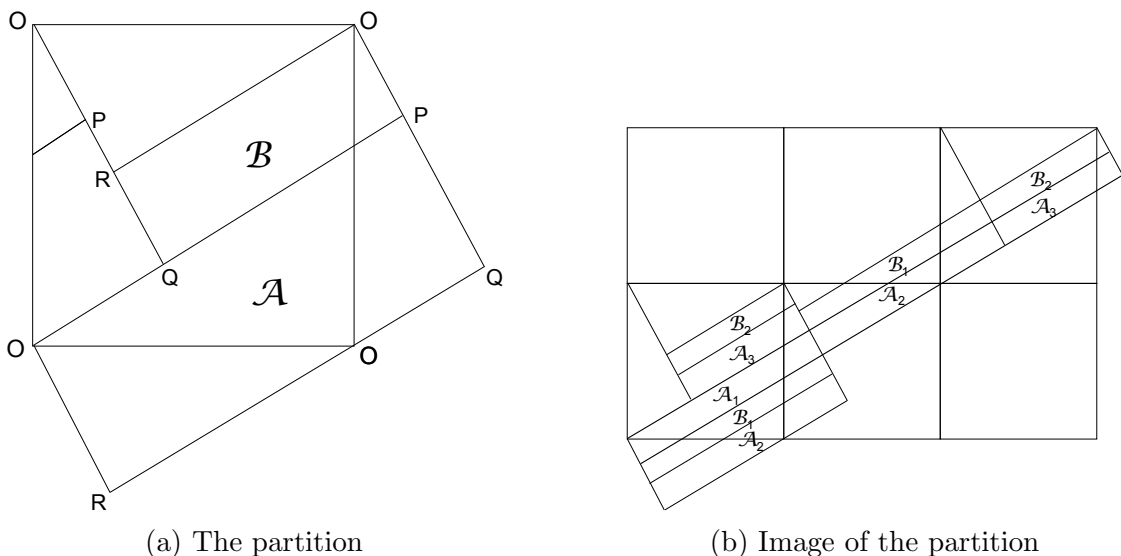 O O
P P
R
ℬ
Q Q
𝒜
O O
R
(a) The partition
ℬ₂
𝒜₃
ℬ₁
𝒜₂
ℬ₂
𝒜₃
𝒜₁
ℬ₁
𝒜₂
(b) Image of the partition